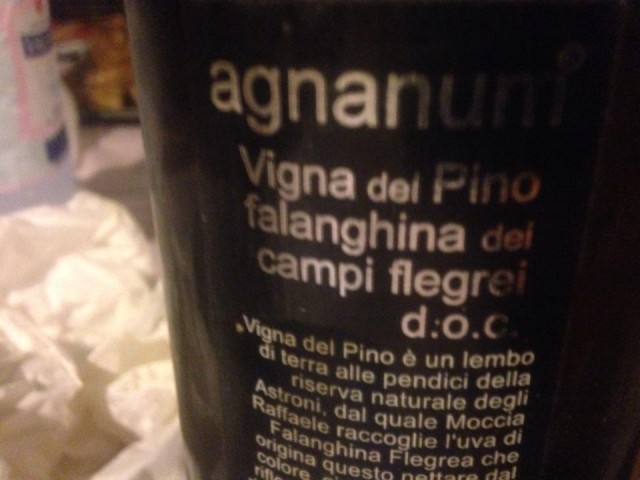 agnanum
Vigna del Pino
falanghina dei
campi flegrei
d.o.c.
Vigna del Pino è un lembo
di terra alle pendici della
riserva naturale degli
Astroni, dal quale Moccia
Raffaele raccoglie l'uva di
Falanghina Flegrea che
origina questo nettare dal
colore